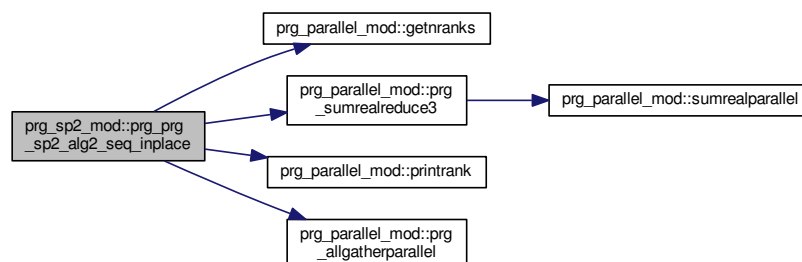 prg_parallel_mod::getnranks
prg_parallel_mod::prg
_sumrealreduce3
prg_parallel_mod::sumrealparallel
prg_sp2_mod::prg_prg
_sp2_alg2_seq_inplace
prg_parallel_mod::printrank
prg_parallel_mod::prg
_allgatherparallel